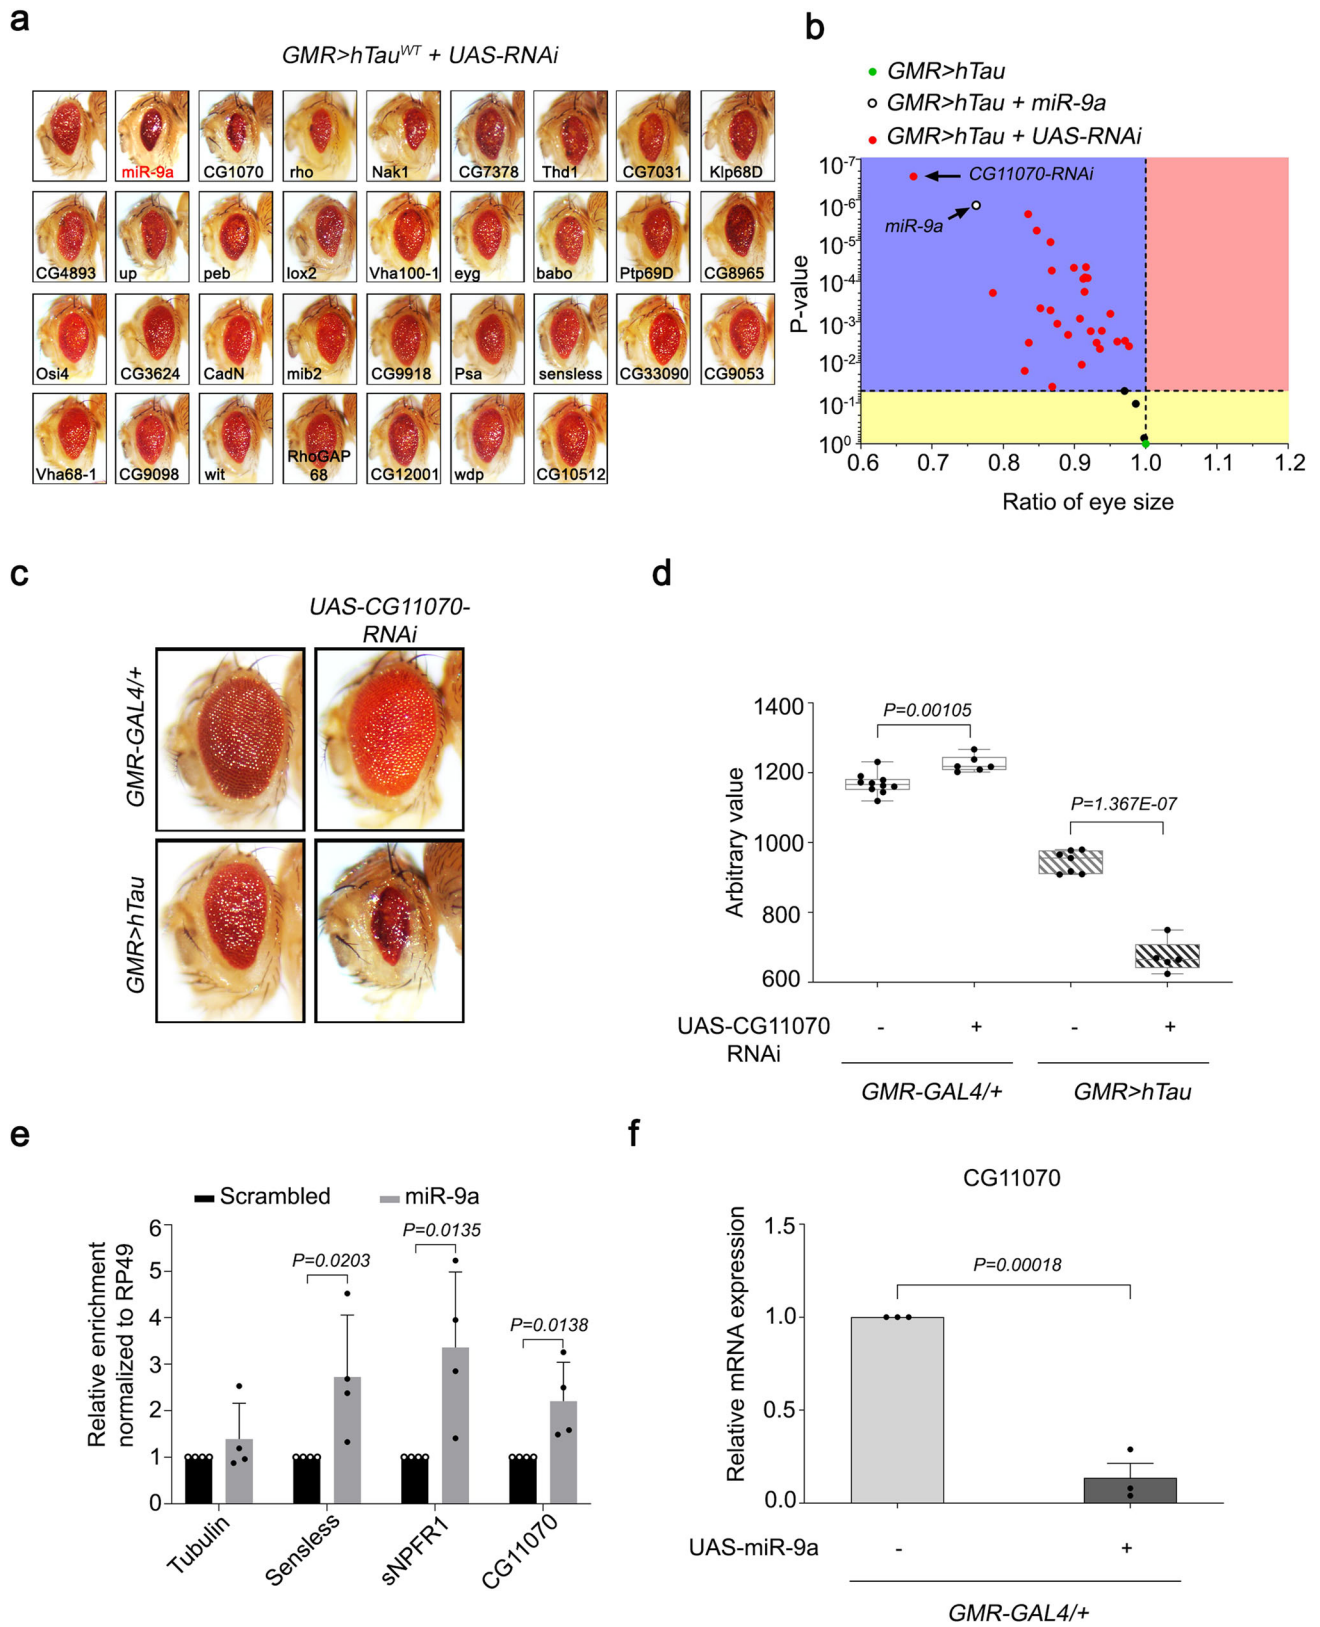 a
GMR>hTauWT + UAS-RNAi
miR-9a
CG1070
rho
Nak1
CG7378
Thd1
CG7031
Klp68D
CG4893
up
peb
lox2
Vha100-1
eyg
babo
Ptp69D
CG8965
Osi4
CG3624
CadN
mib2
CG9918
Psa
sensless
CG33090
CG9053
Vha68-1
CG9098
wit
RhoGAP
68
CG12001
wdp
CG10512
b
GMR>hTau
GMR>hTau + miR-9a
GMR>hTau + UAS-RNAi
P-value
10-7
10-6
10-5
10-4
10-3
10-2
10-1
100
CG11070-RNAi
miR-9a
0.6 0.7 0.8 0.9 1.0 1.1 1.2
Ratio of eye size
c
UAS-CG11070-
RNAi
GMR-GAL4/+
GMR>hTau
d
Arbitrary value
1400
1200
1000
800
600
P=0.00105
P=1.367E-07
UAS-CG11070
RNAi
- + - +
GMR-GAL4/+ GMR>hTau
e
Scrambled miR-9a
Relative enrichment
normalized to RP49
6
5
4
3
2
1
0
P=0.0203
P=0.0135
P=0.0138
Tubulin
Sensless
sNPFR1
CG11070
f
CG11070
Relative mRNA expression
1.5
1.0
0.5
0.0
P=0.00018
UAS-miR-9a - +
GMR-GAL4/+